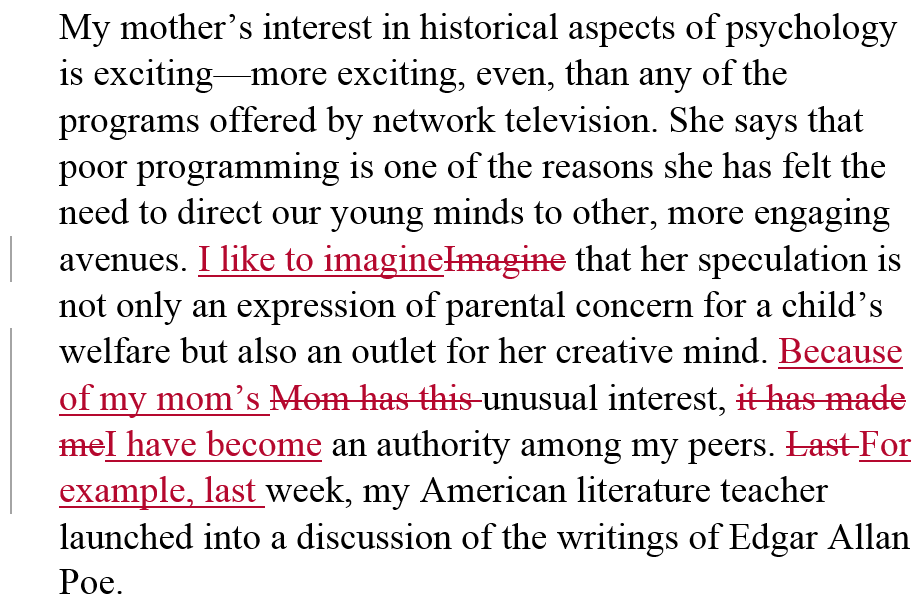 My mother’s interest in historical aspects of psychology
is exciting—more exciting, even, than any of the
programs offered by network television. She says that
poor programming is one of the reasons she has felt the
need to direct our young minds to other, more engaging
avenues. I like to imagineImagine that her speculation is
not only an expression of parental concern for a child’s
welfare but also an outlet for her creative mind. Because
of my mom’s Mom has this unusual interest, it has made
meI have become an authority among my peers. Last For
example, last week, my American literature teacher
launched into a discussion of the writings of Edgar Allan
Poe.